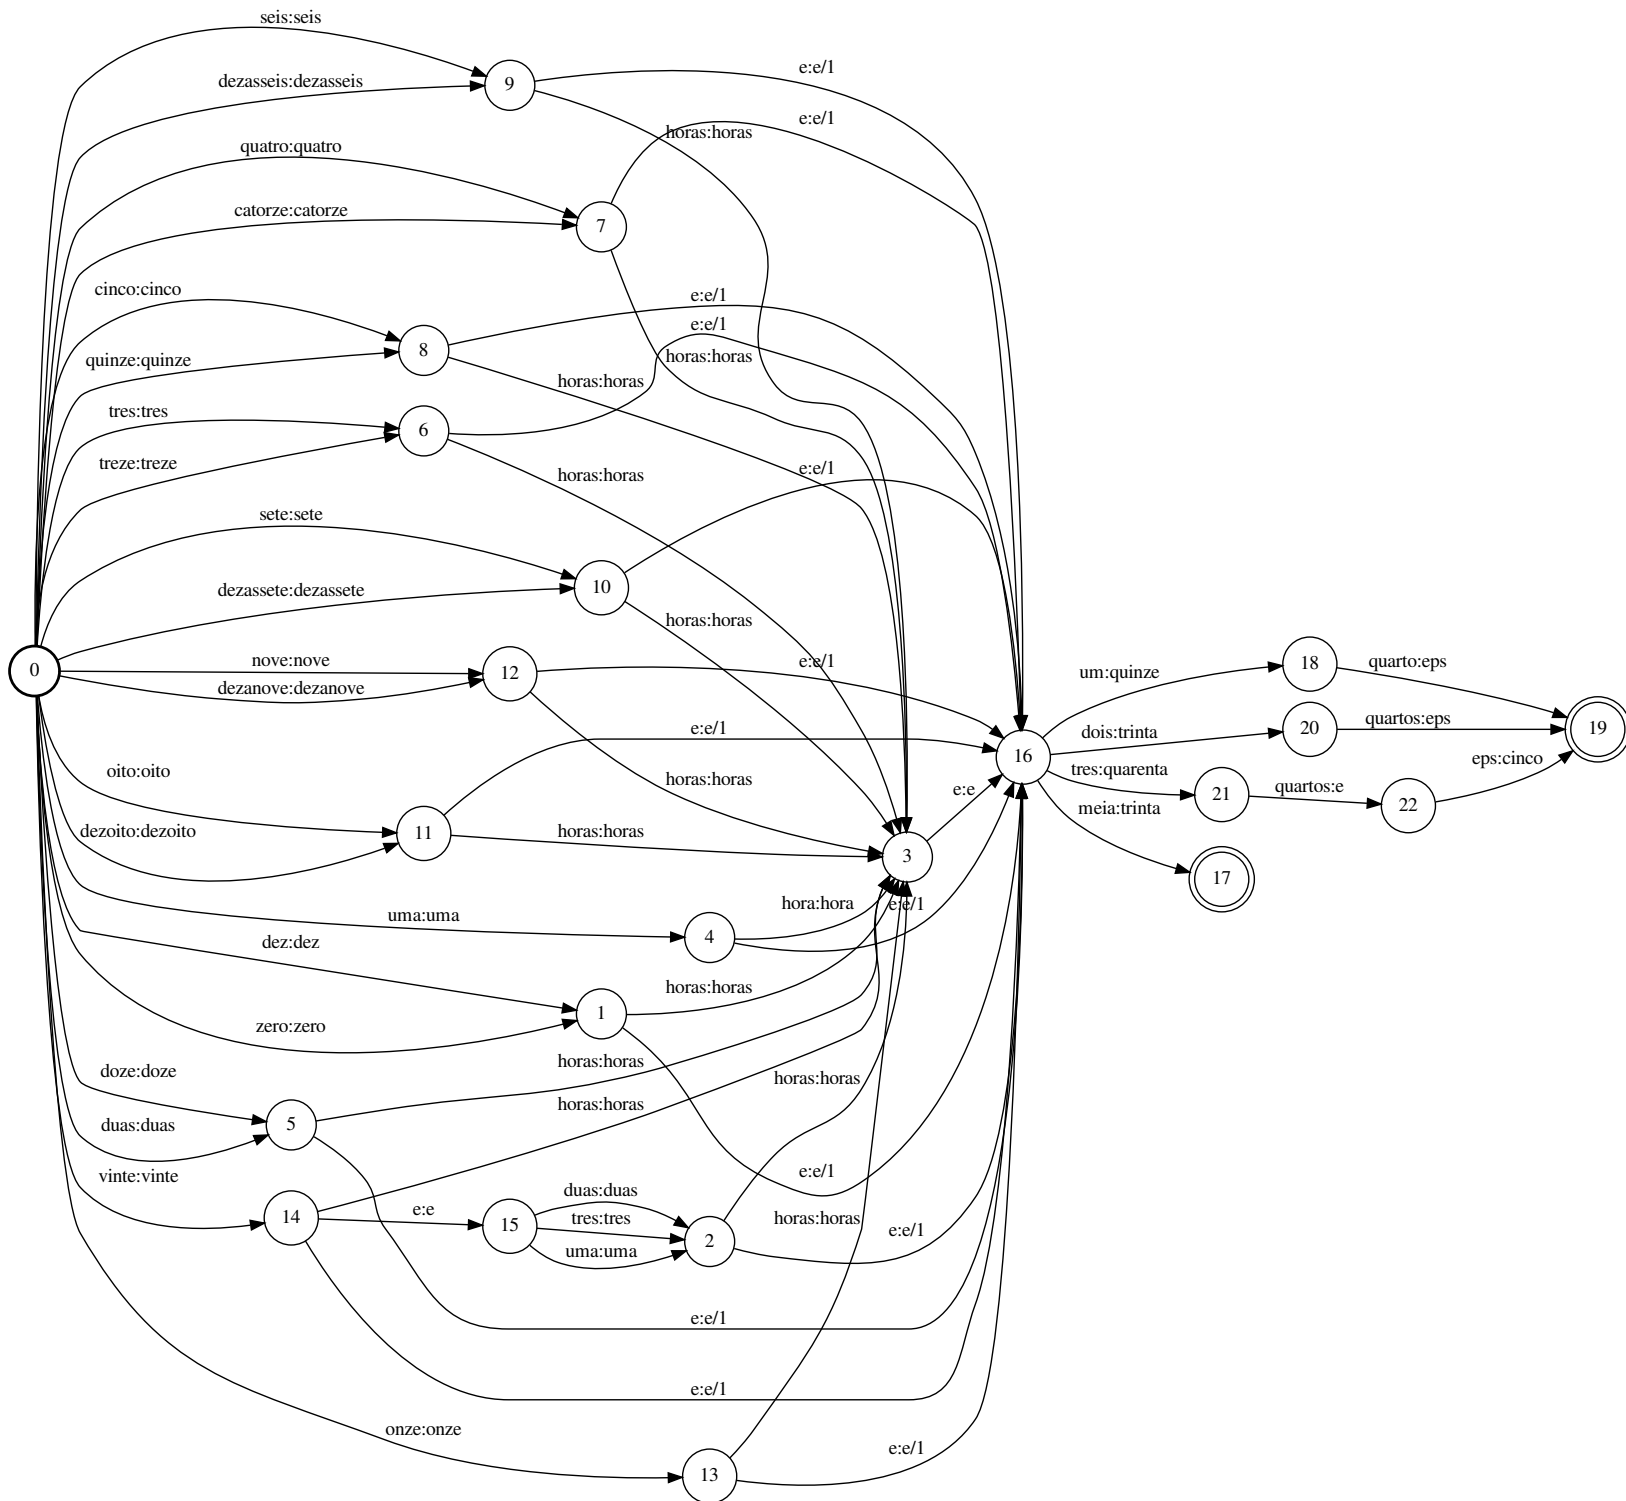 seis:seis
dezasseis:dezasseis
9
e:e/1
horas:horas
e:e/1
quatro:quatro
catorze:catorze
7
cinco:cinco
8
e:e/1
e:e/1
quinze:quinze
horas:horas
horas:horas
tres:tres
6
treze:treze
horas:horas
e:e/1
sete:sete
dezassete:dezassete
10
horas:horas
0
nove:nove
dezanove:dezanove
12
e:e/1
18
um:quinze
quarto:eps
dois:trinta
20
quartos:eps
19
e:e/1
16
eps:cinco
oito:oito
horas:horas
e:e
tres:quarenta
21
quartos:e
22
meia:trinta
dezoito:dezoito
11
horas:horas
3
17
uma:uma
4
hora:hora
e:e/1
dez:dez
horas:horas
zero:zero
1
doze:doze
horas:horas
horas:horas
duas:duas
5
horas:horas
vinte:vinte
e:e/1
14
e:e
15
duas:duas
tres:tres
uma:uma
2
horas:horas
e:e/1
e:e/1
e:e/1
onze:onze
13
e:e/1